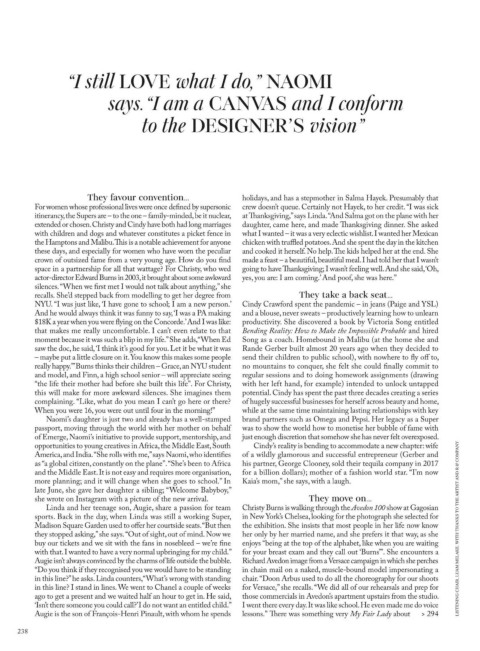 “I still LOVE what I do,” NAOMI
says. “I am a CANVAS and I conform
to the DESIGNER’S vision”
They favour convention...
For women whose professional lives were once defined by supersonic
itinerancy, the Supers are – to the one – family-minded, be it nuclear,
extended or chosen. Christy and Cindy have both had long marriages
with children and dogs and whatever constitutes a picket fence in
the Hamptons and Malibu. This is a notable achievement for anyone
these days, and especially for women who have worn the peculiar
crown of outsized fame from a very young age. How do you find
space in a partnership for all that wattage? For Christy, who wed
actor-director Edward Burns in 2003, it brought about some awkward
silences. “When we first met I would not talk about anything,” she
recalls. She’d stepped back from modelling to get her degree from
NYU. “I was just like, ‘I have gone to school; I am a new person.’
And he would always think it was funny to say, ‘I was a PA making
$18K a year when you were flying on the Concorde.’ And I was like:
that makes me really uncomfortable. I can’t even relate to that
moment because it was such a blip in my life.” She adds, “When Ed
saw the doc, he said, ‘I think it’s good for you. Let it be what it was
– maybe put a little closure on it. You know this makes some people
really happy.’” Burns thinks their children – Grace, an NYU student
and model, and Finn, a high school senior – will appreciate seeing
“the life their mother had before she built this life”. For Christy,
this will make for more awkward silences. She imagines them
complaining. “Like, what do you mean I can’t go here or there?
When you were 16, you were out until four in the morning!”
Naomi’s daughter is just two and already has a well-stamped
passport, moving through the world with her mother on behalf
of Emerge, Naomi’s initiative to provide support, mentorship, and
opportunities to young creatives in Africa, the Middle East, South
America, and India. “She rolls with me,” says Naomi, who identifies
as “a global citizen, constantly on the plane”. “She’s been to Africa
and the Middle East. It is not easy and requires more organisation,
more planning; and it will change when she goes to school.” In
late June, she gave her daughter a sibling; “Welcome Babyboy,”
she wrote on Instagram with a picture of the new arrival.
Linda and her teenage son, Augie, share a passion for team
sports. Back in the day, when Linda was still a working Super,
Madison Square Garden used to offer her courtside seats. “But then
they stopped asking,” she says. “Out of sight, out of mind. Now we
buy our tickets and we sit with the fans in nosebleed – we’re fine
with that. I wanted to have a very normal upbringing for my child.”
Augie isn’t always convinced by the charms of life outside the bubble.
“Do you think if they recognised you we would have to be standing
in this line?” he asks. Linda counters, “What’s wrong with standing
in this line? I stand in lines. We went to Chanel a couple of weeks
ago to get a present and we waited half an hour to get in. He said,
‘Isn’t there someone you could call?’ I do not want an entitled child.”
Augie is the son of François-Henri Pinault, with whom he spends
holidays, and has a stepmother in Salma Hayek. Presumably that
crew doesn’t queue. Certainly not Hayek, to her credit. “I was sick
at Thanksgiving,” says Linda. “And Salma got on the plane with her
daughter, came here, and made Thanksgiving dinner. She asked
what I wanted – it was a very eclectic wishlist. I wanted her Mexican
chicken with truffled potatoes. And she spent the day in the kitchen
and cooked it herself. No help. The kids helped her at the end. She
made a feast – a beautiful, beautiful meal. I had told her that I wasn’t
going to have Thanksgiving; I wasn’t feeling well. And she said, ‘Oh,
yes, you are: I am coming.’ And poof, she was here.”
They take a back seat...
Cindy Crawford spent the pandemic – in jeans (Paige and YSL)
and a blouse, never sweats – productively learning how to unlearn
productivity. She discovered a book by Victoria Song entitled
Bending Reality: How to Make the Impossible Probable and hired
Song as a coach. Homebound in Malibu (at the home she and
Rande Gerber built almost 20 years ago when they decided to
send their children to public school), with nowhere to fly off to,
no mountains to conquer, she felt she could finally commit to
regular sessions and to doing homework assignments (drawing
with her left hand, for example) intended to unlock untapped
potential. Cindy has spent the past three decades creating a series
of hugely successful businesses for herself across beauty and home,
while at the same time maintaining lasting relationships with key
brand partners such as Omega and Pepsi. Her legacy as a Super
was to show the world how to monetise her bubble of fame with
just enough discretion that somehow she has never felt overexposed.
Cindy’s reality is bending to accommodate a new chapter: wife
of a wildly glamorous and successful entrepreneur (Gerber and
his partner, George Clooney, sold their tequila company in 2017
for a billion dollars); mother of a fashion world star. “I’m now
Kaia’s mom,” she says, with a laugh.
They move on...
Christy Burns is walking through the Avedon 100 show at Gagosian
in New York’s Chelsea, looking for the photograph she selected for
the exhibition. She insists that most people in her life now know
her only by her married name, and she prefers it that way, as she
enjoys “being at the top of the alphabet, like when you are waiting
for your breast exam and they call out ‘Burns’”. She encounters a
Richard Avedon image from a Versace campaign in which she perches
in chain mail on a naked, muscle-bound model impersonating a
chair. “Doon Arbus used to do all the choreography for our shoots
for Versace,” she recalls. “We did all of our rehearsals and prep for
those commercials in Avedon’s apartment upstairs from the studio.
I went there every day. It was like school. He even made me do voice
lessons.” There was something very My Fair Lady about > 294
238